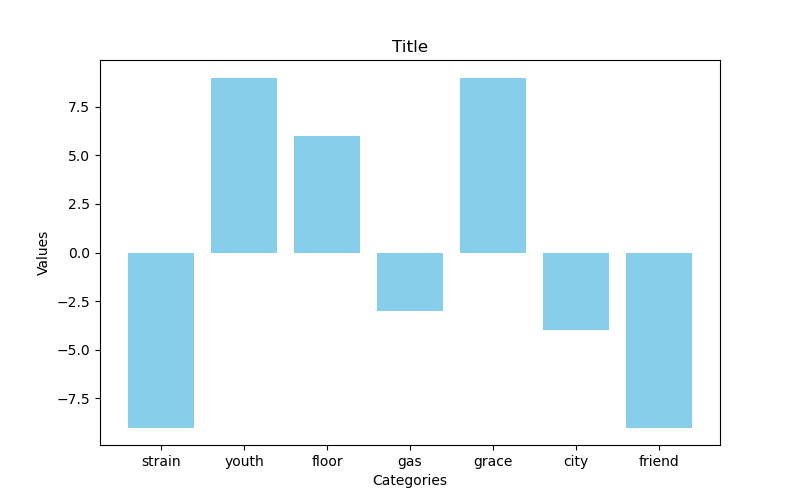 Title
Values
7.5
5.0
2.5
0.0
−2.5
−5.0
−7.5
strain youth floor gas grace city friend
Categories